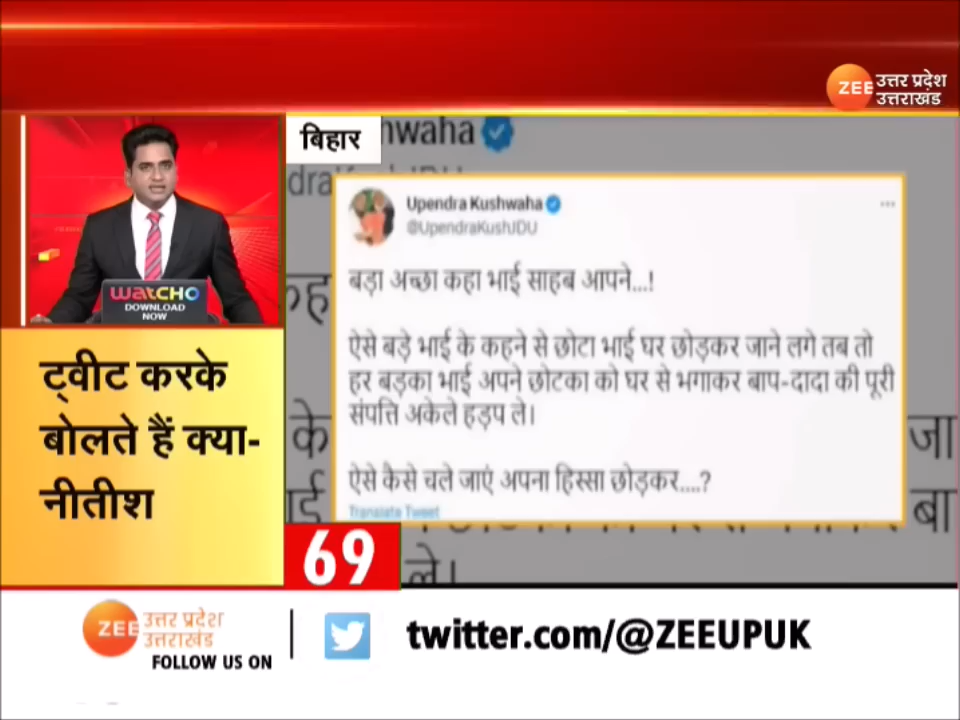 ZEE उत्तर प्रदेश
उत्तराखंड
बिहार
hwaha
dra
WATCHO
DOWNLOAD
NOW
Upendra Kushwaha
@UpendraKushJDU
बड़ा अच्छा कहा भाई साहब आपने...!
ऐसे बड़े भाई के कहने से छोटा भाई घर छोड़कर जाने लगे तब तो
हर बड़का भाई अपने छोटका को घर से भगाकर बाप-दादा की पूरी
संपत्ति अकेले हड़प ले।
ऐसे कैसे चले जाएं अपना हिस्सा छोड़कर....?
Translate Tweet
ट्वीट करके
बोलते हैं क्या-
नीतीश
के
जा
बा
ले।
69
ZEE उत्तर प्रदेश
उत्तराखंड
FOLLOW US ON
twitter.com/@ZEEUPUK